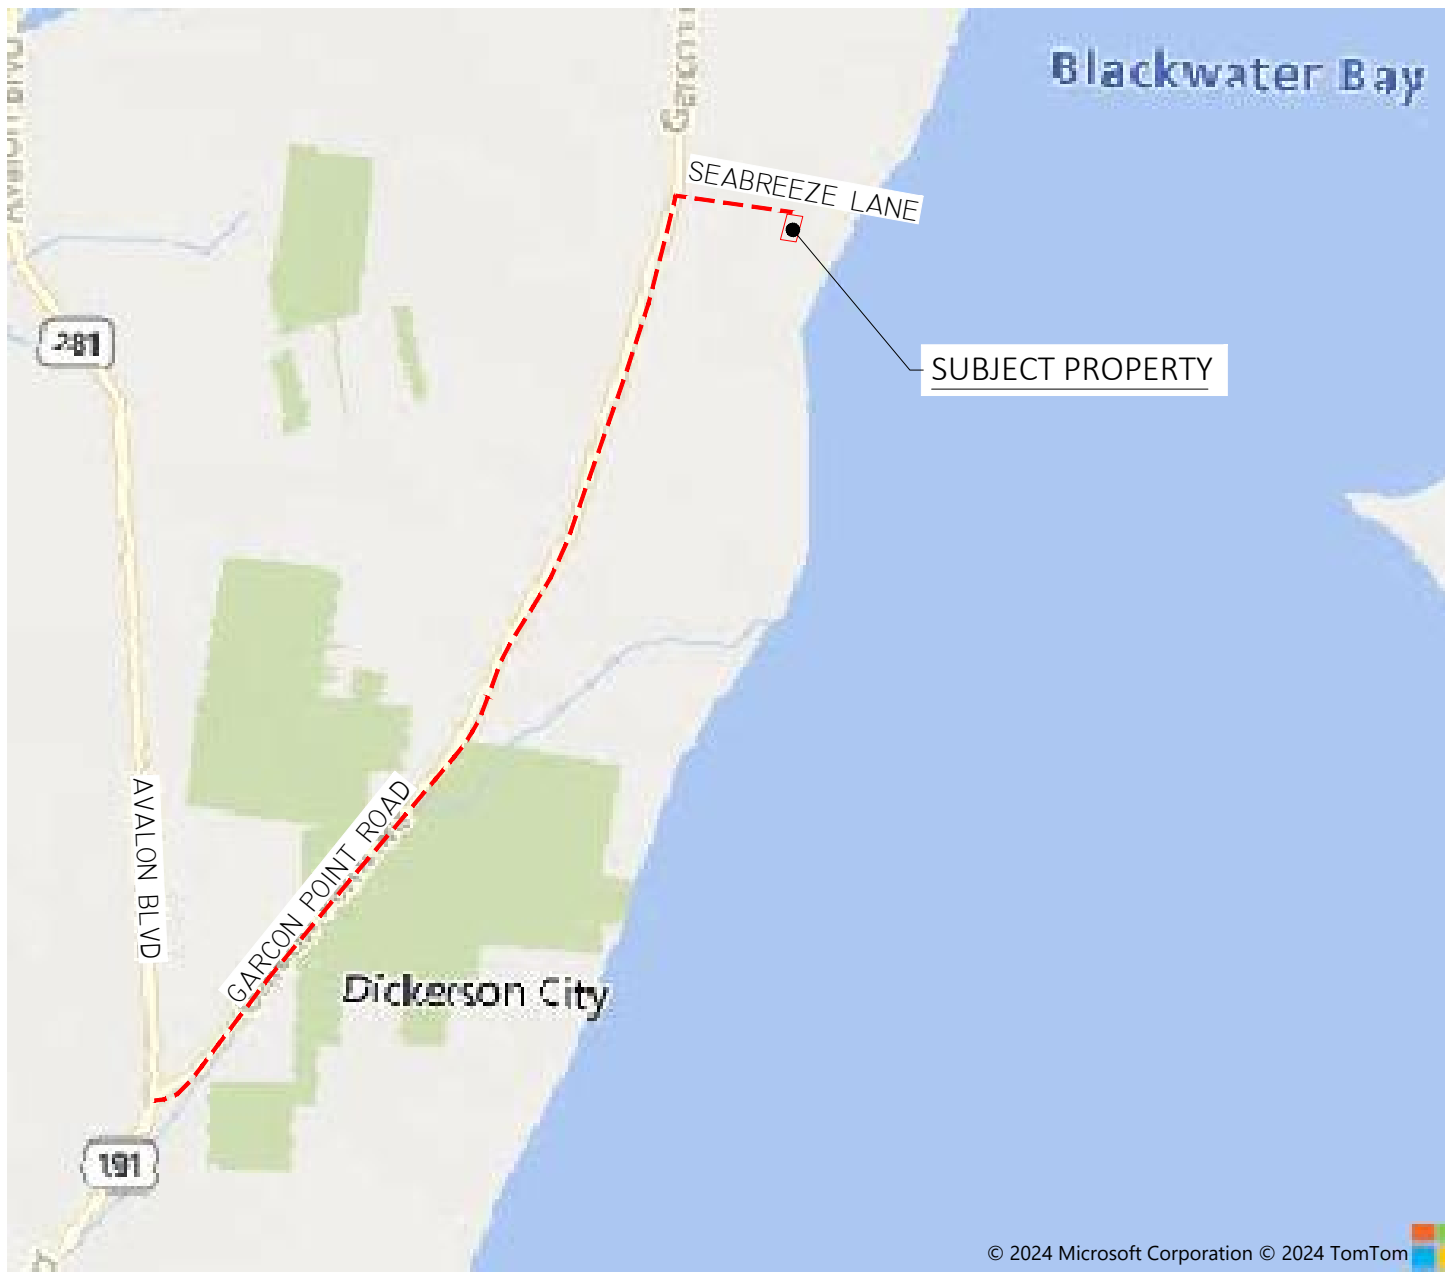 Blackwater Bay
SEABREEZE LANE
281
SUBJECT PROPERTY
AVALON BLVD
GARCON POINT ROAD
Dickerson City
191
© 2024 Microsoft Corporation © 2024 TomTom